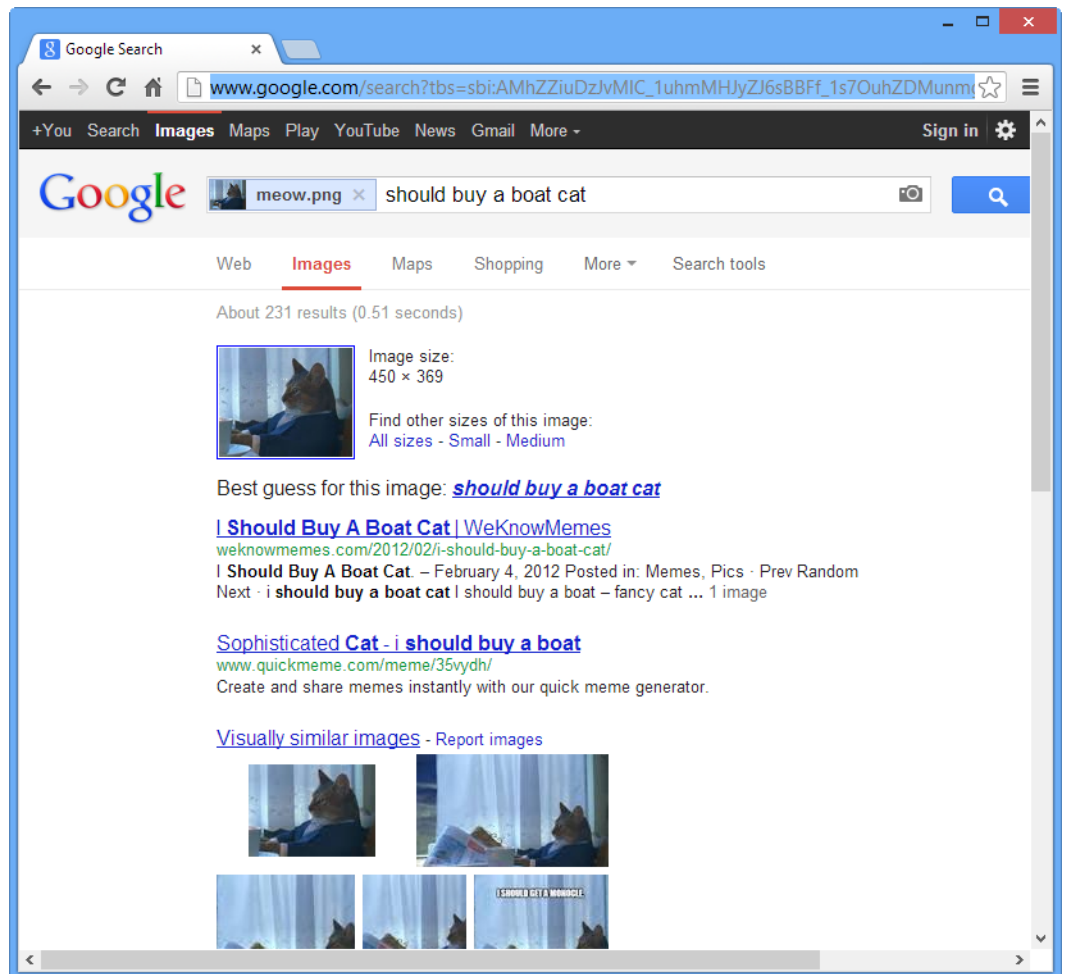 Google Search
www.google.com/search?tbs=sbi:AMhZZiuDzJvMIC_1uhmMHJyZJ6sBBFf_1s7OuhZDMunm
+You Search Images Maps Play YouTube News Gmail More Sign in
Google meow.png should buy a boat cat
Web Images Maps Shopping More Search tools
About 231 results (0.51 seconds)
Image size:
450 × 369
Find other sizes of this image:
All sizes - Small - Medium
Best guess for this image: should buy a boat cat
I Should Buy A Boat Cat | WeKnowMemes
weknowmemes.com/2012/02/i-should-buy-a-boat-cat/
I Should Buy A Boat Cat. – February 4, 2012 Posted in: Memes, Pics · Prev Random
Next · i should buy a boat cat I should buy a boat – fancy cat ... 1 image
Sophisticated Cat - i should buy a boat
www.quickmeme.com/meme/35vydh/
Create and share memes instantly with our quick meme generator.
Visually similar images - Report images
I SHOULD GET A MONOCLE.